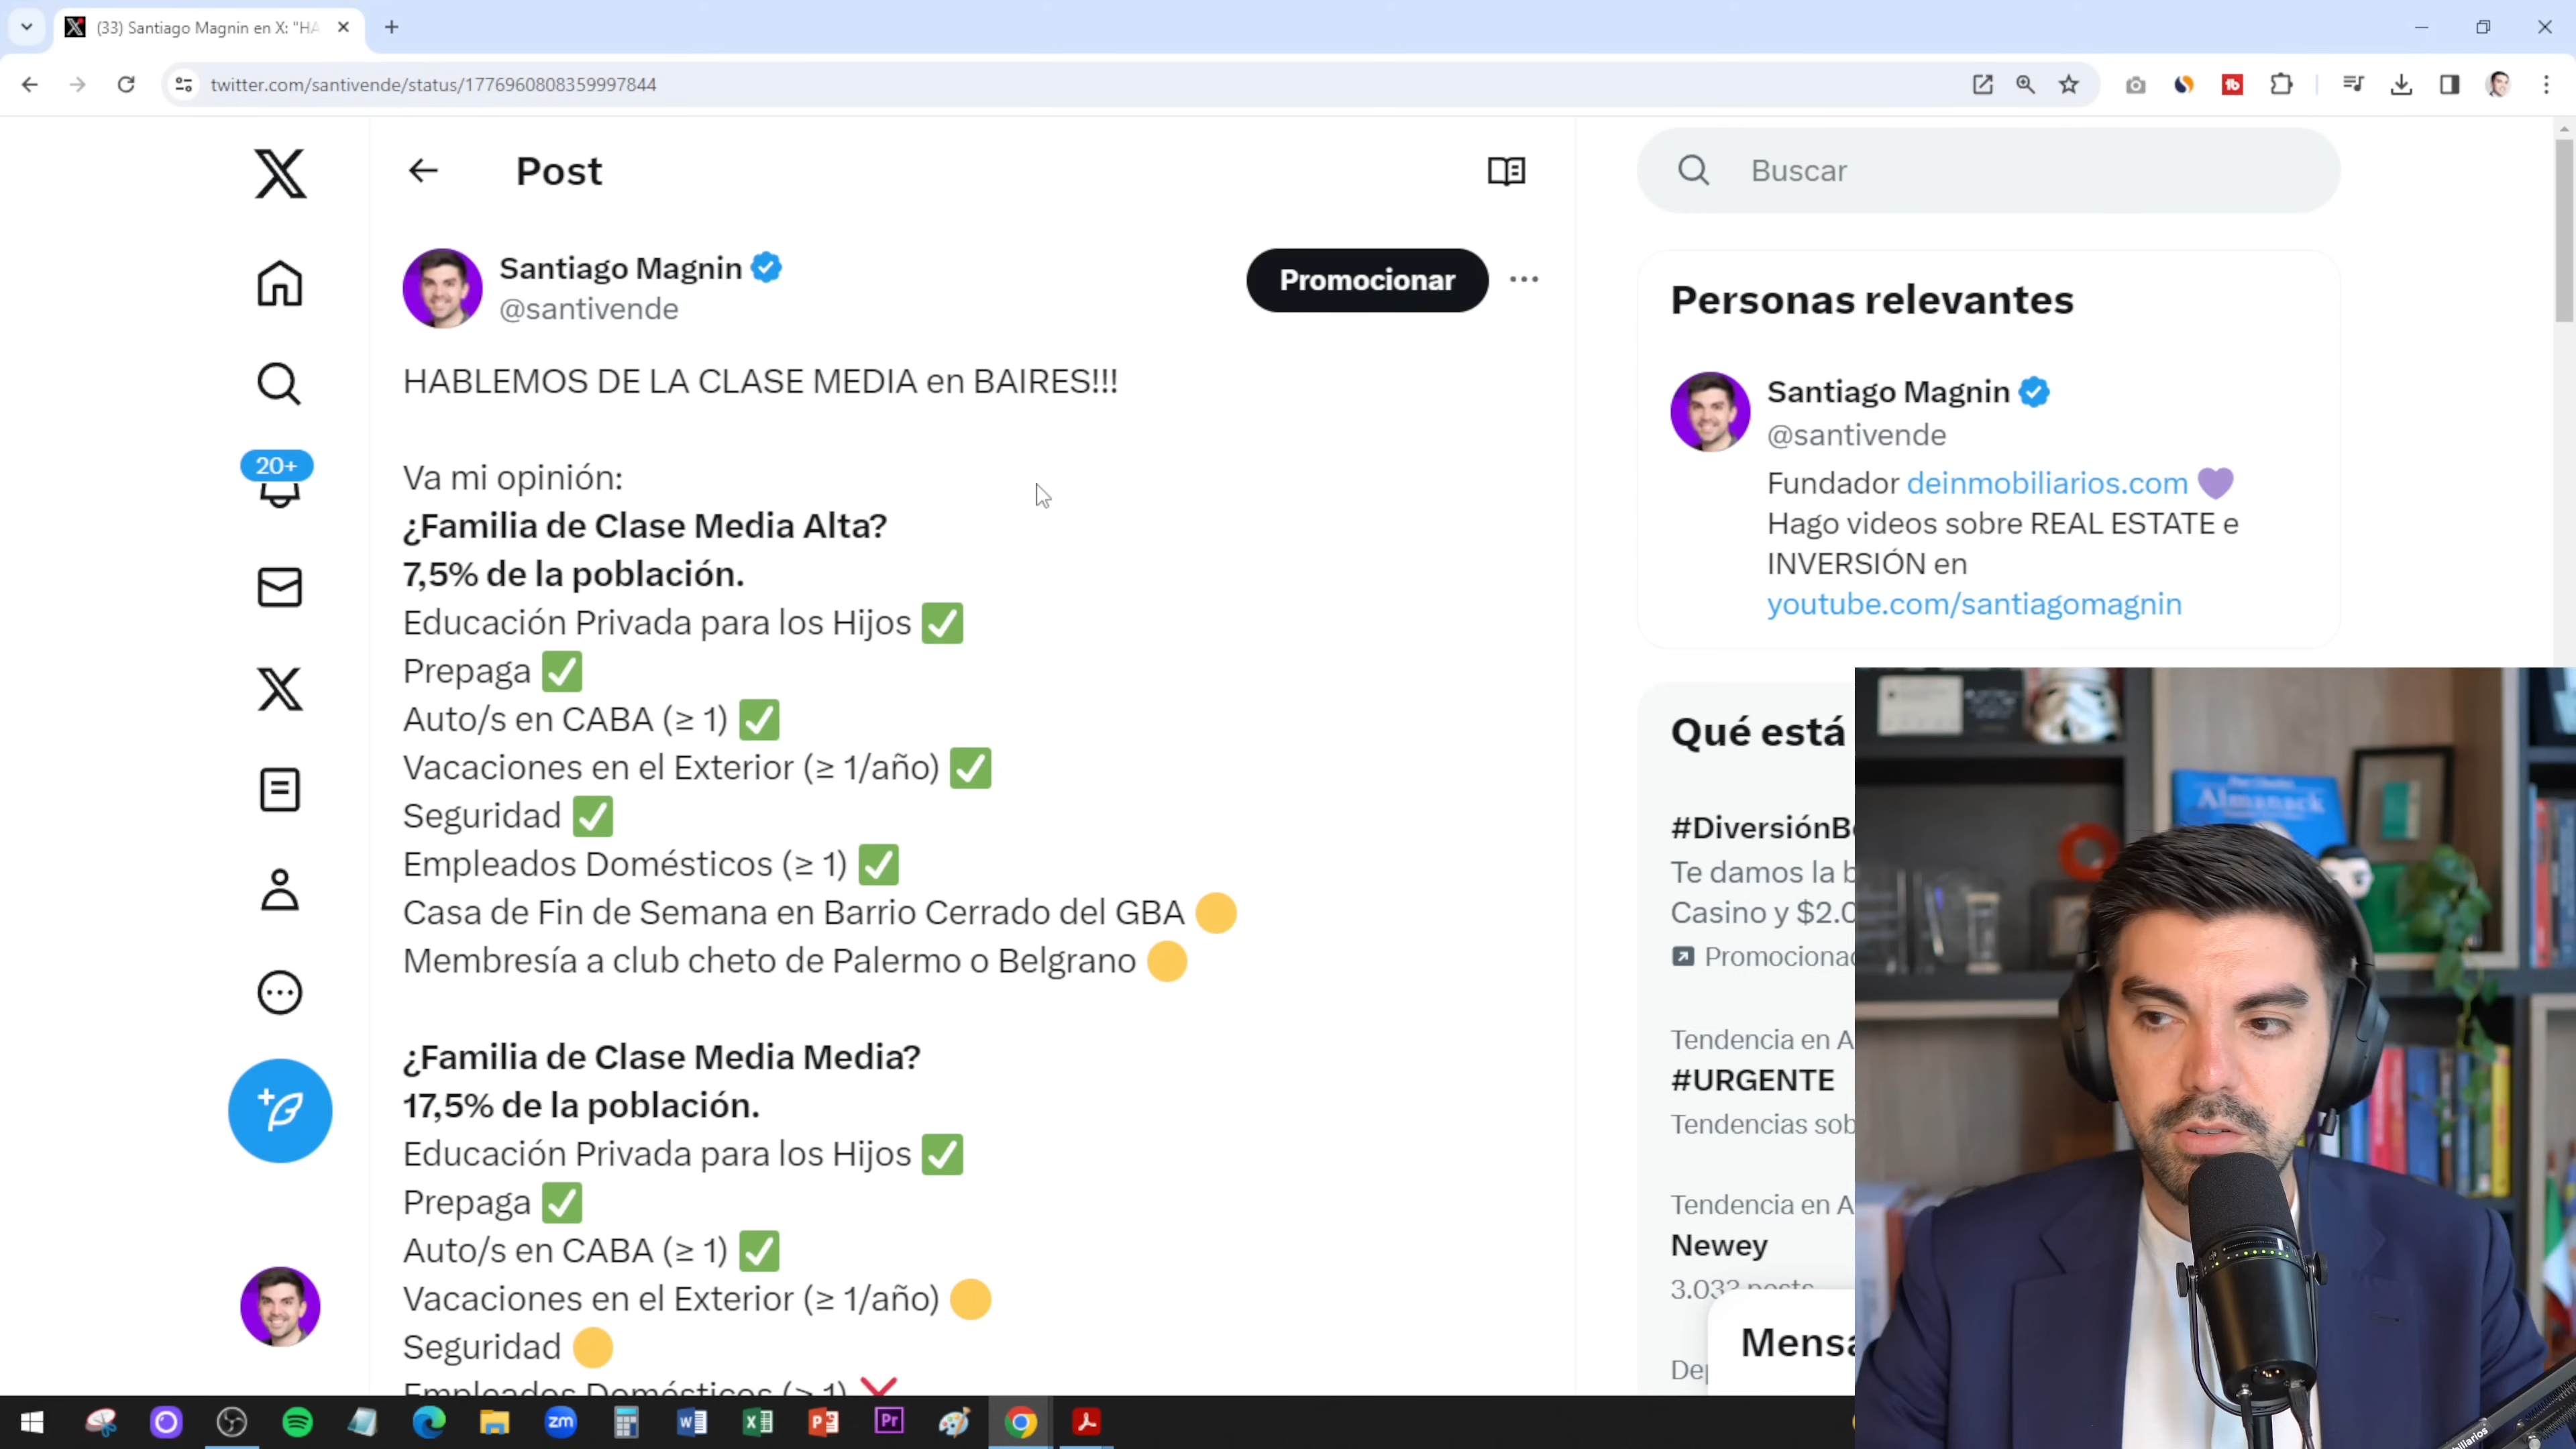 (33) Santiago Magnin en X: "HA
twitter.com/santivende/status/1776960808359997844
Post
Buscar
Santiago Magnin
@santivende
Promocionar
HABLEMOS DE LA CLASE MEDIA en BAIRES!!!
Va mi opinión:
¿Familia de Clase Media Alta?
7,5% de la población.
Educación Privada para los Hijos ✅
Prepaga ✅
Auto/s en CABA (≥ 1) ✅
Vacaciones en el Exterior (≥ 1/año) ✅
Seguridad ✅
Empleados Domésticos (≥ 1) ✅
Casa de Fin de Semana en Barrio Cerrado del GBA 🟡
Membresía a club cheto de Palermo o Belgrano 🟡
¿Familia de Clase Media Media?
17,5% de la población.
Educación Privada para los Hijos ✅
Prepaga ✅
Auto/s en CABA (≥ 1) ✅
Vacaciones en el Exterior (≥ 1/año) 🟡
Seguridad 🟡
Empleados Domésticos (≥ 1) ❌
20+
Personas relevantes
Santiago Magnin
@santivende
Fundador deinmobiliarios.com 💜
Hago videos sobre REAL ESTATE e
INVERSIÓN en
youtube.com/santiagomagnin
Qué está
#DiversiónB
Te damos la b
Casino y $2.0
Promociona
Tendencia en A
#URGENTE
Tendencias sob
Tendencia en A
Newey
3.033 posts
Dep
Mensa
Almanack
zm
Pr